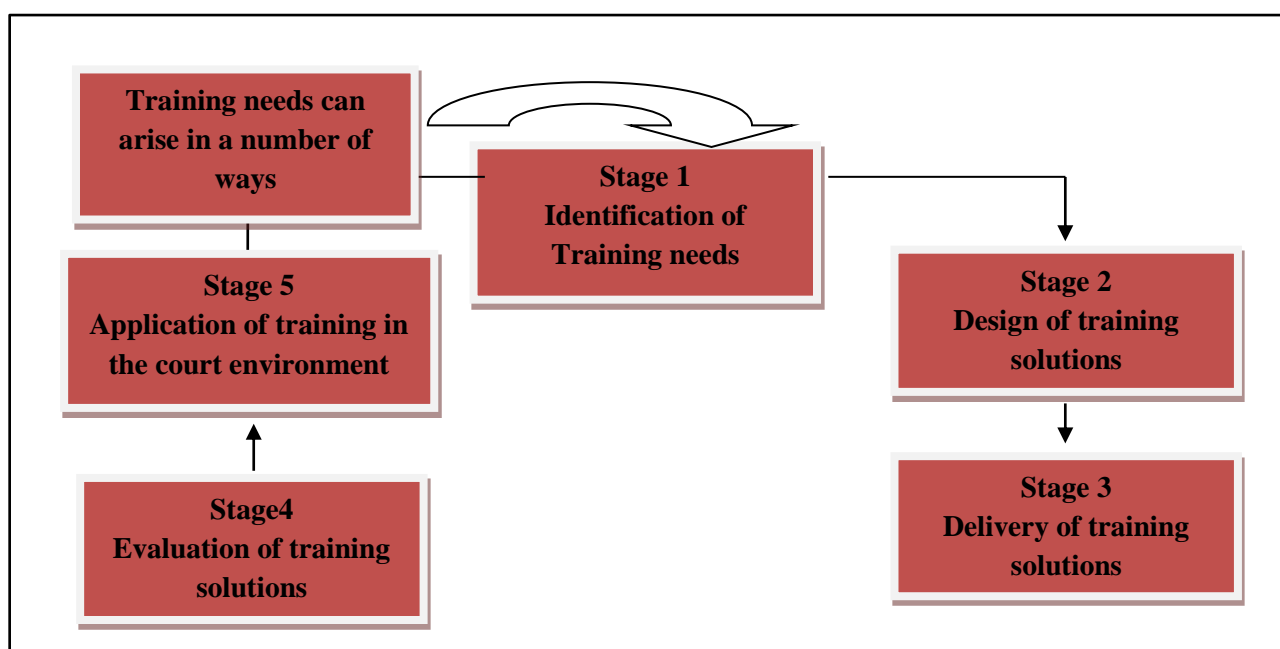 Training needs can
arise in a number of
ways
Stage 1
Identification of
Training needs
Stage 2
Design of training
solutions
Stage 3
Delivery of training
solutions
Stage4
Evaluation of training
solutions
Stage 5
Application of training in
the court environment